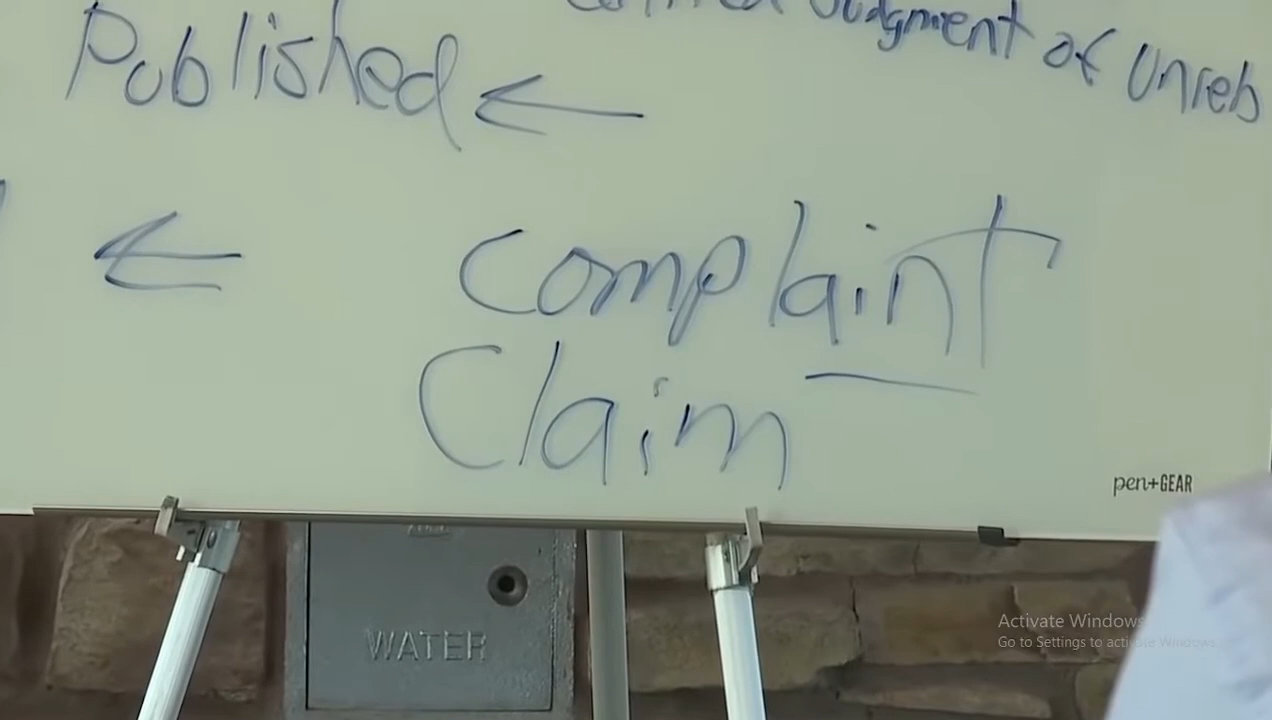 Published ← Judgment of Unreb
← Complaint
Claim
pen+GEAR
WATER
Activate Windows
Go to Settings to activate Windows.